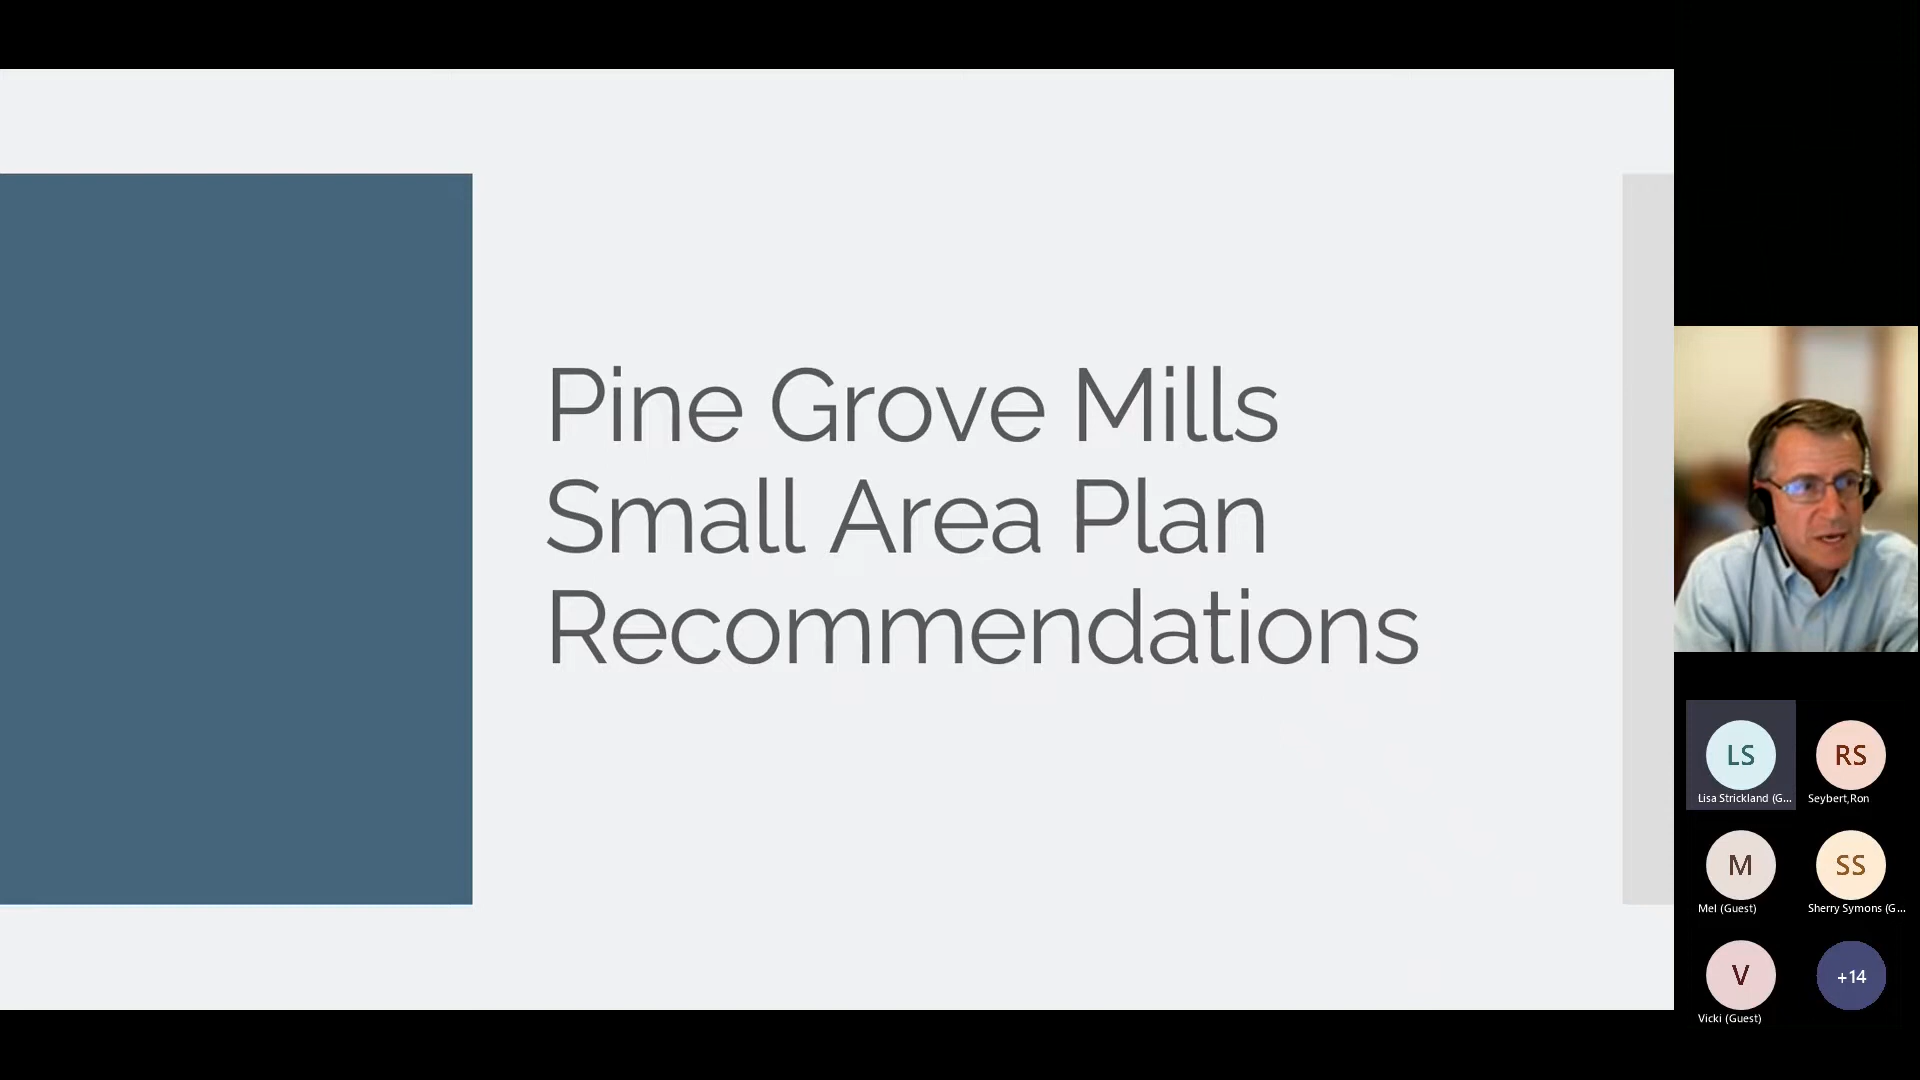 Pine Grove Mills
Small Area Plan
Recommendations
LS
RS
Lisa Strickland (G...
Seybert,Ron
M
SS
Mel (Guest)
Sherry Symons (G...
V
+14
Vicki (Guest)